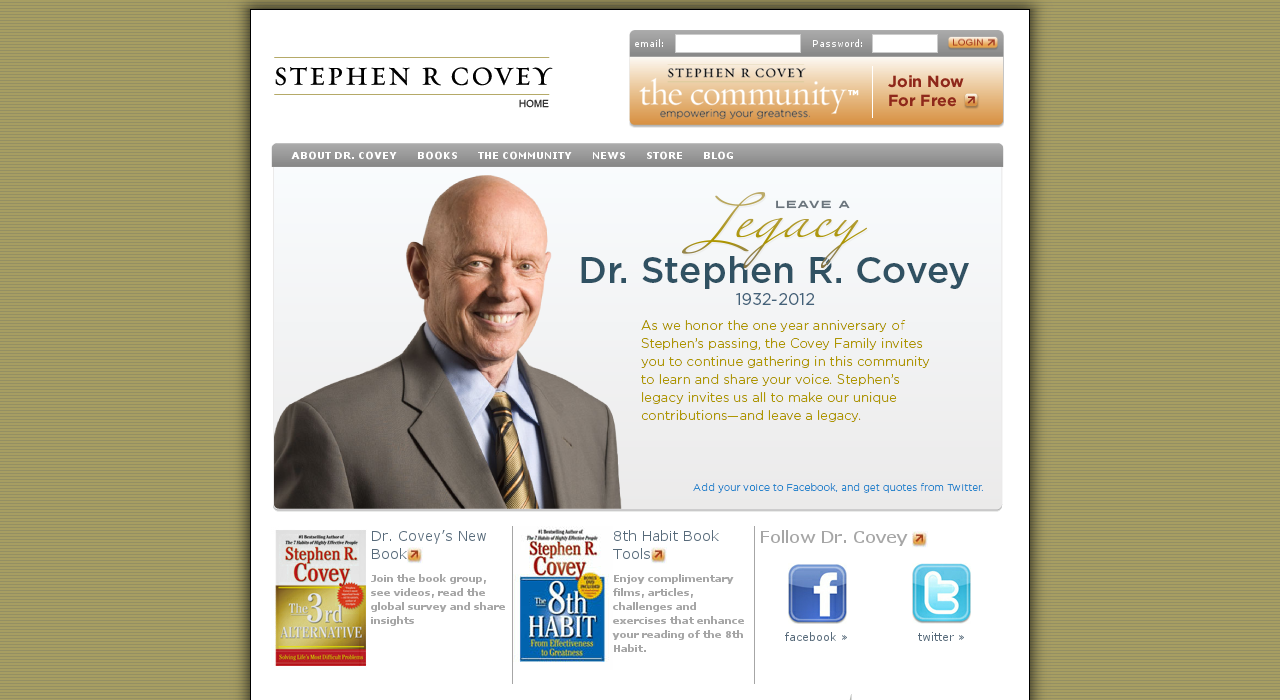 email:
Password:
LOGIN
STEPHEN R COVEY
HOME
STEPHEN R COVEY
the community™
empowering your greatness.
Join Now
For Free
ABOUT DR. COVEY BOOKS THE COMMUNITY NEWS STORE BLOG
LEAVE A
Legacy
Dr. Stephen R. Covey
1932-2012
As we honor the one year anniversary of
Stephen's passing, the Covey Family invites
you to continue gathering in this community
to learn and share your voice. Stephen's
legacy invites us all to make our unique
contributions—and leave a legacy.
Add your voice to Facebook, and get quotes from Twitter.
#1 Bestselling Author of
The 7 Habits of Highly Effective People
Stephen R.
Covey
The
3rd
ALTERNATIVE
Solving Life's Most Difficult Problems
Dr. Covey's New
Book
Join the book group,
see videos, read the
global survey and share
insights
#1 Bestselling Author of
The 7 Habits of Highly Effective People
Stephen R.
Covey
The
8th
HABIT
From Effectiveness
to Greatness
8th Habit Book
Tools
Enjoy complimentary
films, articles,
challenges and
exercises that enhance
your reading of the 8th
Habit.
Follow Dr. Covey
facebook »
twitter »